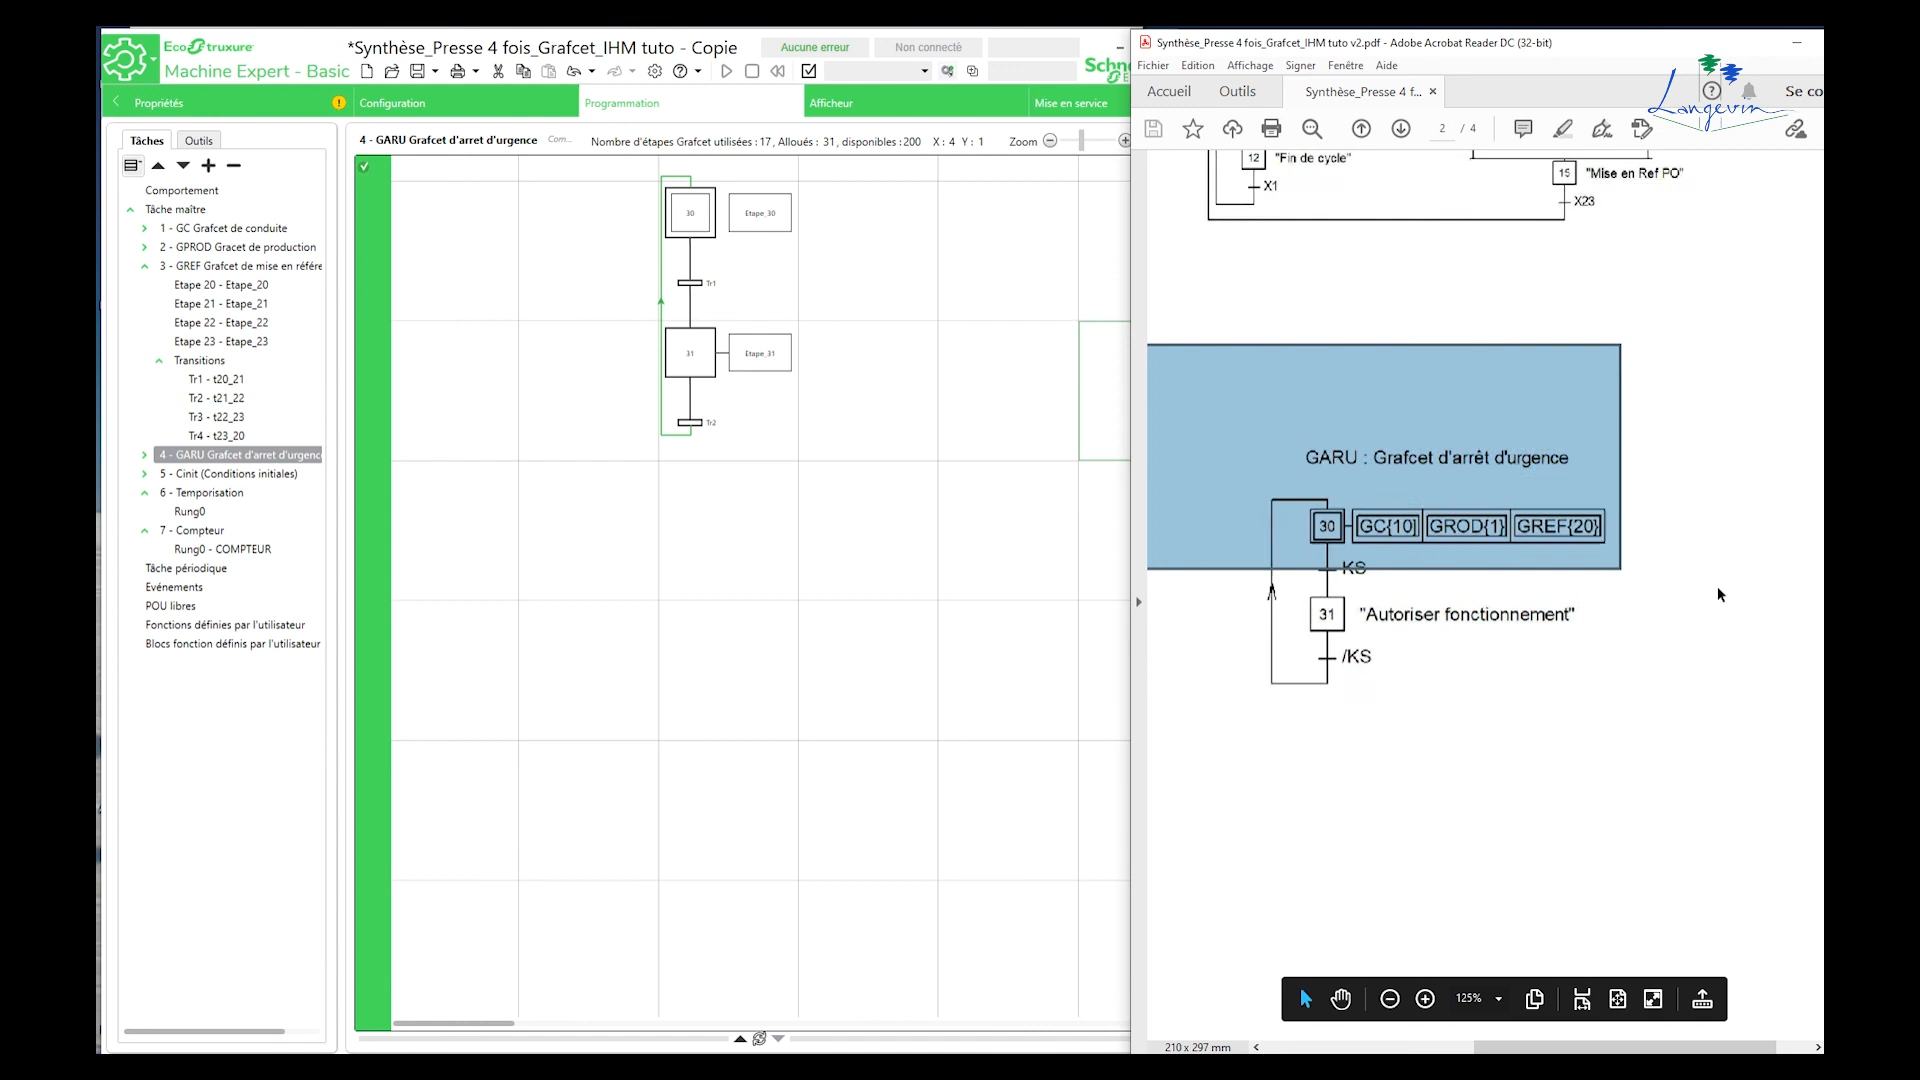 EcoStruxure
Machine Expert - Basic
*Synthèse_Presse 4 fois_Grafcet_IHM tuto - Copie
Aucune erreur
Non connecté
Schn
Propriétés
Configuration
Programmation
Afficheur
Mise en service
Tâches
Outils
Comportement
Tâche maître
1 - GC Grafcet de conduite
2 - GPROD Gracet de production
3 - GREF Grafcet de mise en référe
Etape 20 - Etape_20
Etape 21 - Etape_21
Etape 22 - Etape_22
Etape 23 - Etape_23
Transitions
Tr1 - t20_21
Tr2 - t21_22
Tr3 - t22_23
Tr4 - t23_20
4 - GARU Grafcet d'arret d'urgenc
5 - Cinit (Conditions initiales)
6 - Temporisation
Rung0
7 - Compteur
Rung0 - COMPTEUR
Tâche périodique
Evénements
POU libres
Fonctions définies par l'utilisateur
Blocs fonction définis par l'utilisateur
4 - GARU Grafcet d'arret d'urgence
Com...
Nombre d'étapes Grafcet utilisées : 17, Alloués : 31, disponibles : 200
X : 4 Y : 1
Zoom
30
Etape_30
Tr1
31
Etape_31
Tr2
Synthèse_Presse 4 fois_Grafcet_IHM tuto v2.pdf - Adobe Acrobat Reader DC (32-bit)
Fichier Edition Affichage Signer Fenêtre Aide
Accueil
Outils
Synthèse_Presse 4 f...
Se co
Langevin
2 / 4
12 "Fin de cycle"
X1
15 "Mise en Ref PO"
X23
GARU : Grafcet d'arrêt d'urgence
30 GC{10} GROD{1} GREF{20}
KS
31 "Autoriser fonctionnement"
/KS
125%
210 x 297 mm